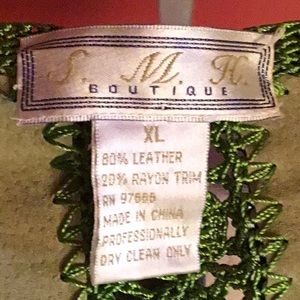 S. M. H.
BOUTIQUE
XL
80% LEATHER
20% RAYON TRIM
RN 97666
MADE IN CHINA
PROFESSIONALLY
DRY CLEAN ONLY